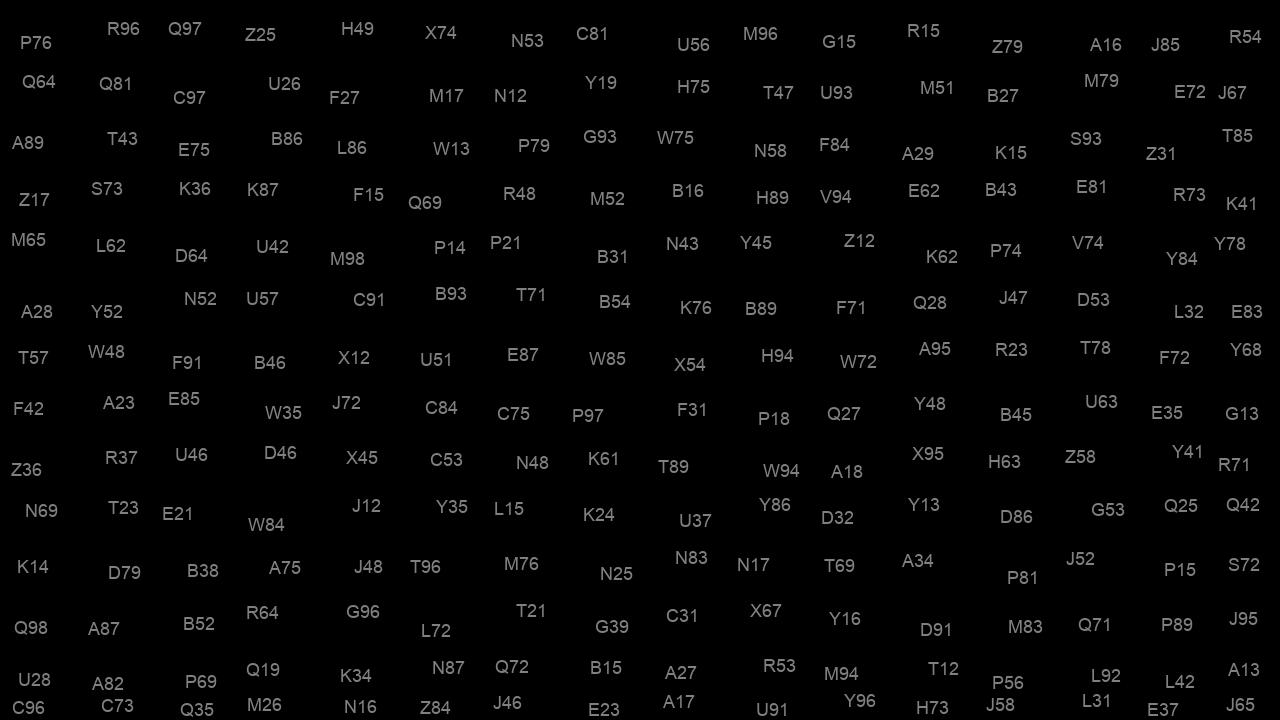 P76 R96 Q97 Z25 H49 X74 N53 C81 U56 M96 G15 R15 Z79 A16 J85 R54
Q64 Q81 C97 U26 F27 M17 N12 Y19 H75 T47 U93 M51 B27 M79 E72 J67
A89 T43 E75 B86 L86 W13 P79 G93 W75 N58 F84 A29 K15 S93 Z31 T85
Z17 S73 K36 K87 F15 Q69 R48 M52 B16 H89 V94 E62 B43 E81 R73 K41
M65 L62 D64 U42 M98 P14 P21 B31 N43 Y45 Z12 K62 P74 V74 Y84 Y78
A28 Y52 N52 U57 C91 B93 T71 B54 K76 B89 F71 Q28 J47 D53 L32 E83
T57 W48 F91 B46 X12 U51 E87 W85 X54 H94 W72 A95 R23 T78 F72 Y68
F42 A23 E85 W35 J72 C84 C75 P97 F31 P18 Q27 Y48 B45 U63 E35 G13
Z36 R37 U46 D46 X45 C53 N48 K61 T89 W94 A18 X95 H63 Z58 Y41 R71
N69 T23 E21 W84 J12 Y35 L15 K24 U37 Y86 D32 Y13 D86 G53 Q25 Q42
K14 D79 B38 A75 J48 T96 M76 N25 N83 N17 T69 A34 P81 J52 P15 S72
Q98 A87 B52 R64 G96 L72 T21 G39 C31 X67 Y16 D91 M83 Q71 P89 J95
U28 A82 P69 Q19 K34 N87 Q72 B15 A27 R53 M94 T12 P56 L92 L42 A13
C96 C73 Q35 M26 N16 Z84 J46 E23 A17 U91 Y96 H73 J58 L31 E37 J65